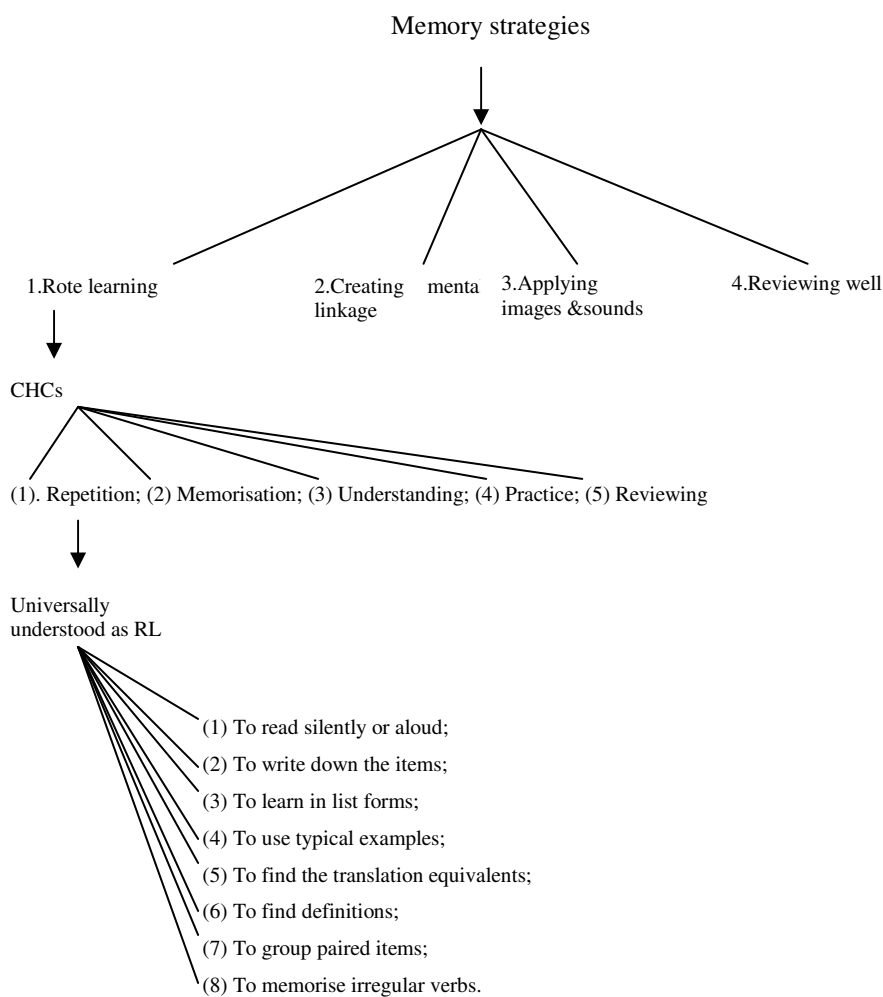 Memory strategies
1.Rote learning
2.Creating menta
linkage
3.Applying
images &sounds
4.Reviewing well
CHCs
(1). Repetition; (2) Memorisation; (3) Understanding; (4) Practice; (5) Reviewing
Universally
understood as RL
(1) To read silently or aloud;
(2) To write down the items;
(3) To learn in list forms;
(4) To use typical examples;
(5) To find the translation equivalents;
(6) To find definitions;
(7) To group paired items;
(8) To memorise irregular verbs.